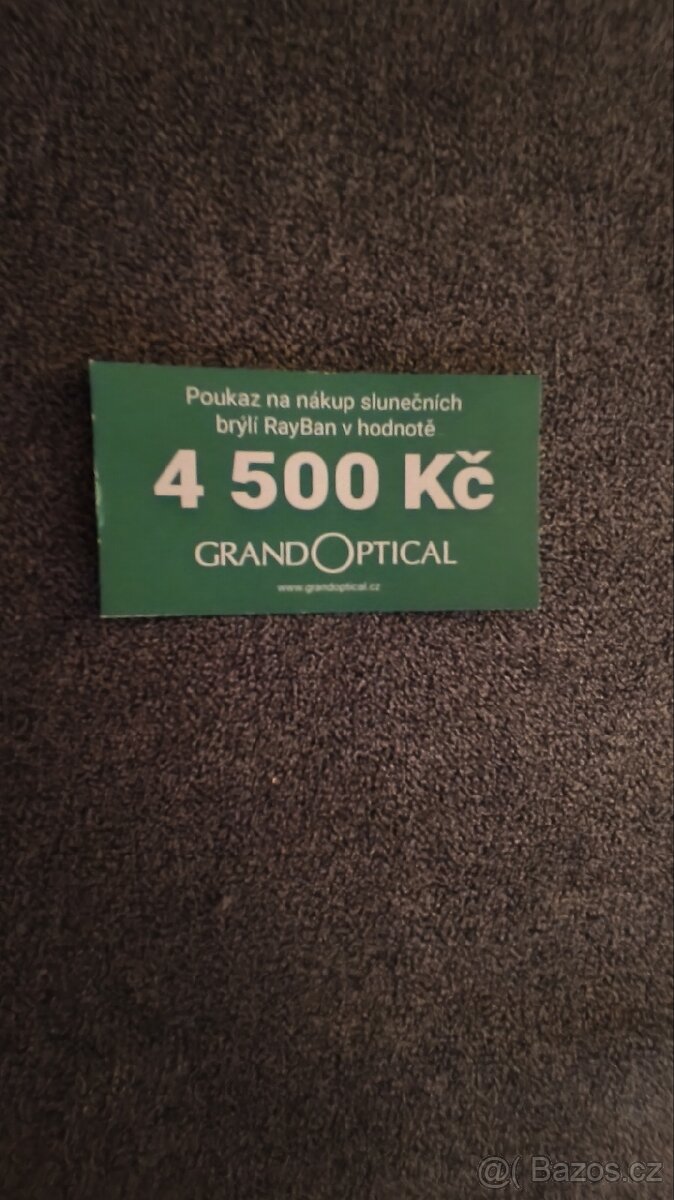 Poukaz na nákup slunečních
brýlí RayBan v hodnotě
4 500 Kč
GRANDOPTICAL
www.grandoptical.cz
@( Bazos.cz